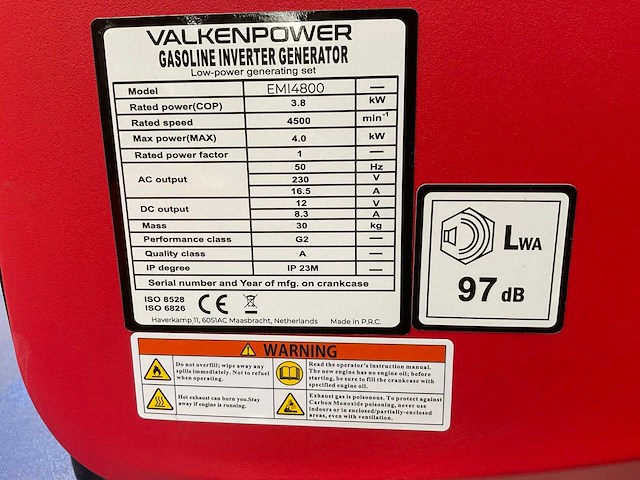 VALKENPOWER
GASOLINE INVERTER GENERATOR
Low-power generating set
Model EMI4800 —
Rated power(COP) 3.8 kW
Rated speed 4500 min⁻¹
Max power(MAX) 4.0 kW
Rated power factor 1 —
AC output 50 Hz
230 V
16.5 A
DC output 12 V
8.3 A
Mass 30 kg
Performance class G2 —
Quality class A —
IP degree IP 23M —
Serial number and Year of mfg. on crankcase
ISO 8528
ISO 6826
CE
Haverkamp 11, 6051AC Maasbracht, Netherlands Made in P.R.C.
LWA
97 dB
WARNING
Do not overfill; wipe away any
spills immediately. Not to refuel
when operating.
Read the operator's instruction manual.
The new engine has no engine oil; before
starting, be sure to fill the crankcase with
specified engine oil.
Hot exhaust can burn you.Stay
away if engine is running.
Exhaust gas is poisonous. To protect against
Carbon Monoxide poisoning, never use
indoors or in enclosed/partially-enclosed
areas, even with ventilation.